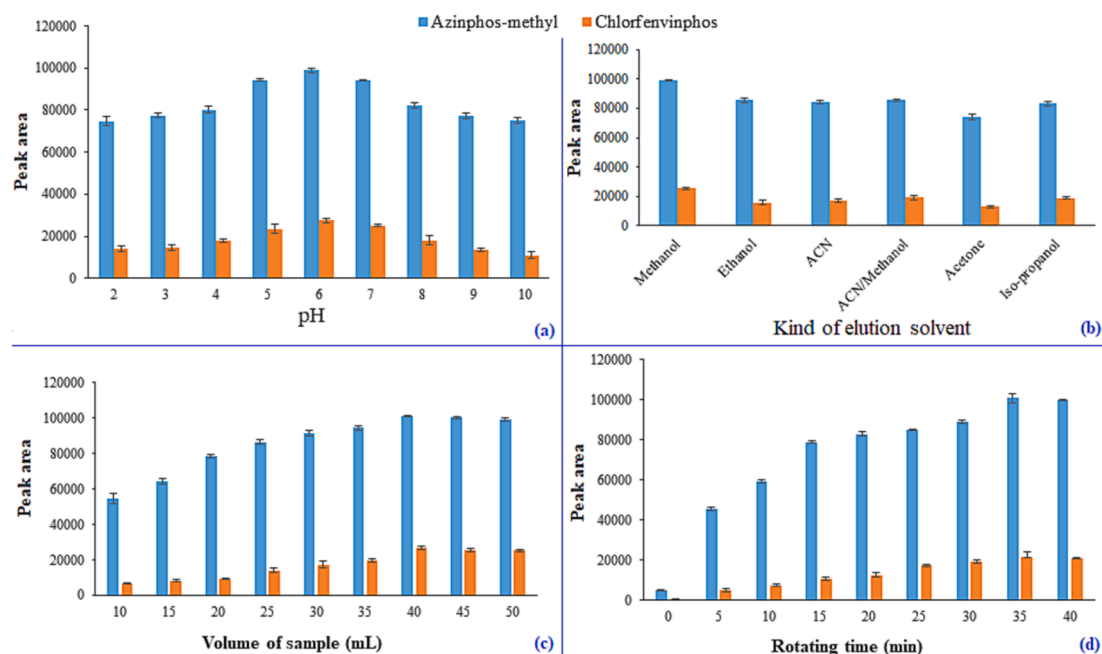 Azinphos-methyl Chlorfenvinphos
120000
100000
80000
60000
40000
20000
0
Peak area
2 3 4 5 6 7 8 9 10
pH
(a)
120000
100000
80000
60000
40000
20000
0
Peak area
Methanol Ethanol ACN ACN/Methanol Acetone Iso-propanol
Kind of elution solvent
(b)
120000
100000
80000
60000
40000
20000
0
Peak area
10 15 20 25 30 35 40 45 50
Volume of sample (mL)
(c)
120000
100000
80000
60000
40000
20000
0
Peak area
0 5 10 15 20 25 30 35 40
Rotating time (min)
(d)